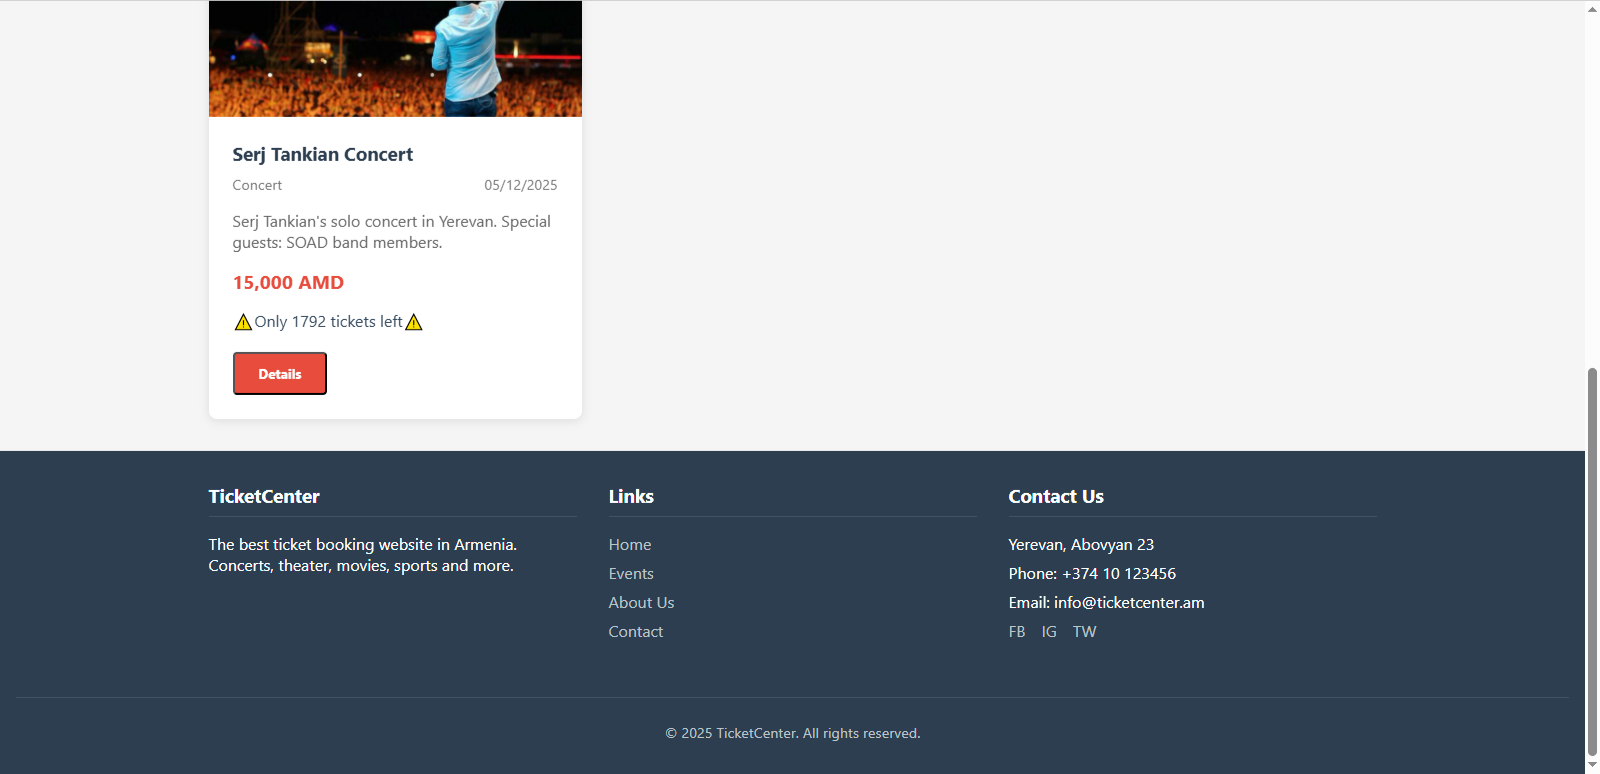 Serj Tankian Concert
Concert 05/12/2025
Serj Tankian's solo concert in Yerevan. Special
guests: SOAD band members.
15,000 AMD
⚠Only 1792 tickets left⚠
Details
TicketCenter
The best ticket booking website in Armenia.
Concerts, theater, movies, sports and more.
Links
Home
Events
About Us
Contact
Contact Us
Yerevan, Abovyan 23
Phone: +374 10 123456
Email: info@ticketcenter.am
FB IG TW
© 2025 TicketCenter. All rights reserved.